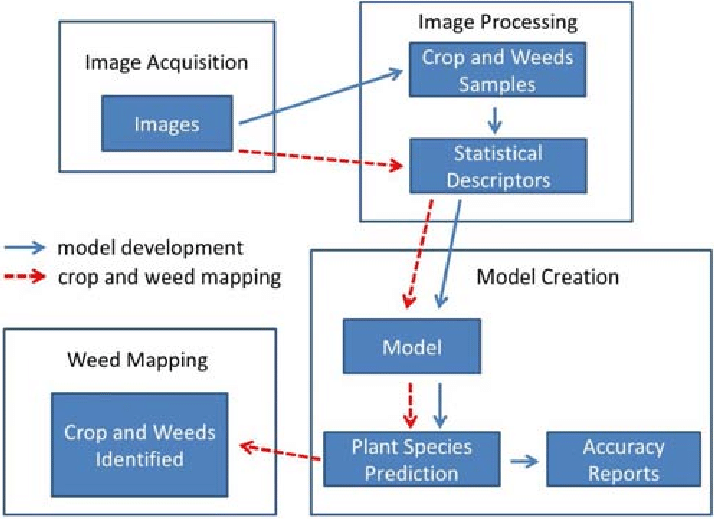 Image Acquisition
Images
Image Processing
Crop and Weeds
Samples
Statistical
Descriptors
model development
crop and weed mapping
Model Creation
Model
Plant Species
Prediction
Accuracy
Reports
Weed Mapping
Crop and Weeds
Identified